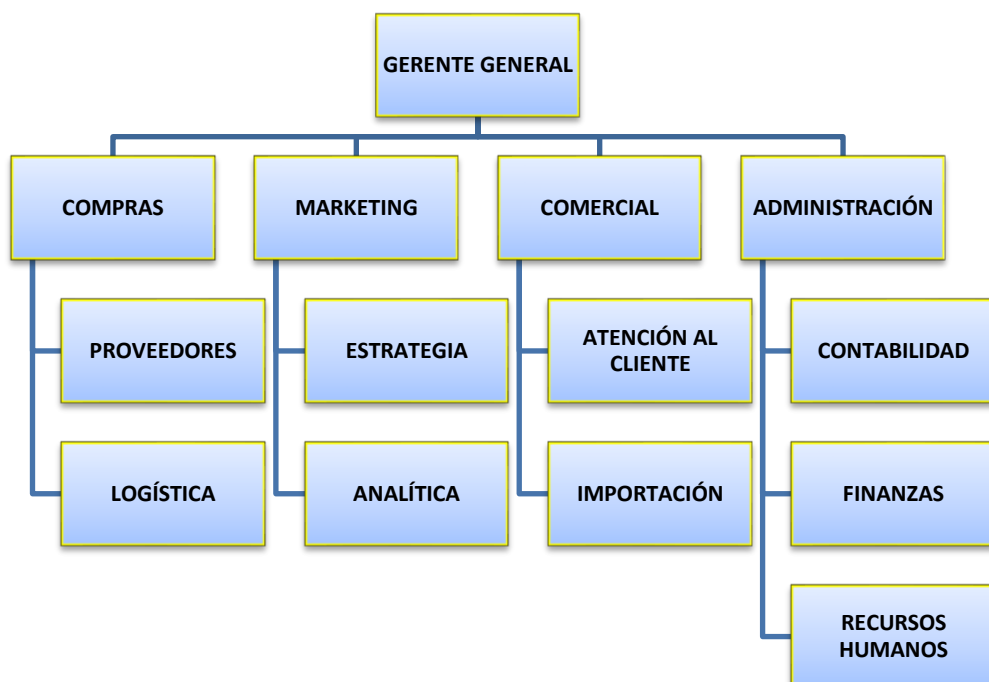 GERENTE GENERAL
COMPRAS
MARKETING
COMERCIAL
ADMINISTRACIÓN
PROVEEDORES
ESTRATEGIA
ATENCIÓN AL
CLIENTE
CONTABILIDAD
LOGÍSTICA
ANALÍTICA
IMPORTACIÓN
FINANZAS
RECURSOS
HUMANOS